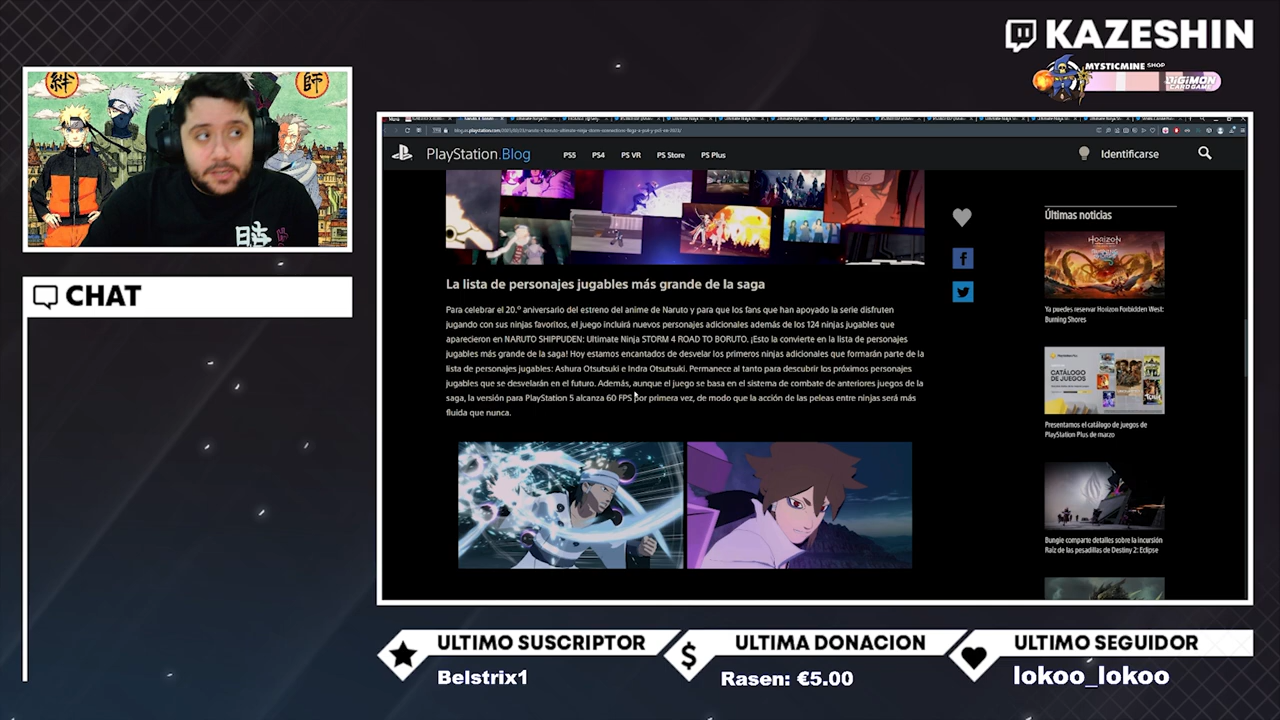 KAZESHIN
MYSTICMINE SHOP
DIGIMON
CARD GAME
絆
師
CHAT
PlayStation.Blog
PS5
PS4
PS VR
PS Store
PS Plus
Identificarse
La lista de personajes jugables más grande de la saga
Para celebrar el 20.º aniversario del estreno del anime de Naruto y para que los fans que han apoyado la serie disfruten
jugando con sus ninjas favoritos, el juego incluirá nuevos personajes adicionales además de los 124 ninjas jugables que
aparecieron en NARUTO SHIPPUDEN: Ultimate Ninja STORM 4 ROAD TO BORUTO. ¡Esto la convierte en la lista de personajes
jugables más grande de la saga! Hoy estamos encantados de desvelar los primeros ninjas adicionales que formarán parte de la
lista de personajes jugables: Ashura Otsutsuki e Indra Otsutsuki. Permanece al tanto para descubrir los próximos personajes
jugables que se desvelarán en el futuro. Además, aunque el juego se basa en el sistema de combate de anteriores juegos de la
saga, la versión para PlayStation 5 alcanza 60 FPS por primera vez, de modo que la acción de las peleas entre ninjas será más
fluida que nunca.
Últimas noticias
HORIZON
Ya puedes reservar Horizon Forbidden West:
Burning Shores
CATÁLOGO
DE JUEGOS
Presentamos el catálogo de juegos de
PlayStation Plus de marzo
Bungie comparte detalles sobre la incursión
Raíz de las pesadillas de Destiny 2: Eclipse
ULTIMO SUSCRIPTOR
Belstrix1
ULTIMA DONACION
Rasen: €5.00
ULTIMO SEGUIDOR
lokoo_lokoo